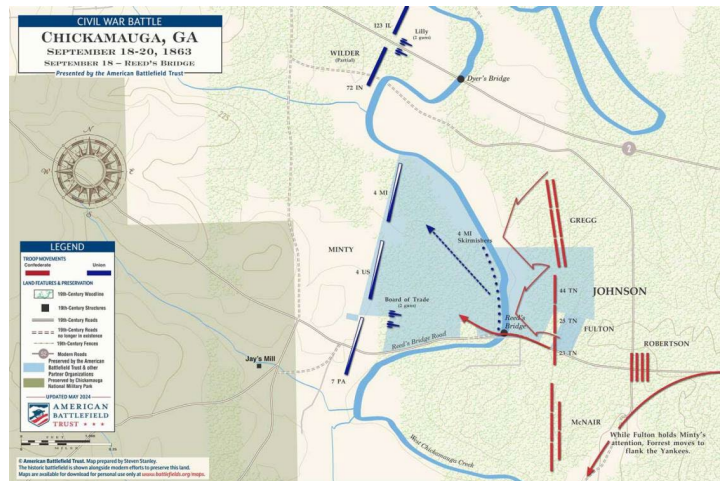 CIVIL WAR BATTLE
CHICKAMAUGA, GA
SEPTEMBER 18-20, 1863
SEPTEMBER 18 – REED'S BRIDGE
Presented by the American Battlefield Trust
123 IL
Lilly
(2 guns)
WILDER
(Partial)
72 IN
Dyer's Bridge
2
225
N
W
E
S
4 MI
GREGG
4 MI
Skirmishers
MINTY
4 US
44 TN
JOHNSON
Board of Trade
(2 guns)
25 TN
Reed's
Bridge
FULTON
Reed's Bridge Road
23 TN
ROBERTSON
Jay's Mill
7 PA
McNAIR
While Fulton holds Minty's
attention, Forrest moves to
flank the Yankees.
West Chickamauga Creek
LEGEND
TROOP MOVEMENTS
Confederate
Union
LAND FEATURES & PRESERVATION
19th-Century Woodline
19th-Century Structures
19th-Century Roads
19th-Century Roads
no longer in existence
19th-Century Fences
Modern Roads
Preserved by the American
Battlefield Trust & other
Partner Organizations
Preserved by Chickamauga
National Military Park
UPDATED MAY 2024
AMERICAN
BATTLEFIELD
TRUST
© American Battlefield Trust. Map prepared by Steven Stanley.
The historic battlefield is shown alongside modern efforts to preserve this land.
Maps are available for download for personal use only at www.battlefields.org/maps.